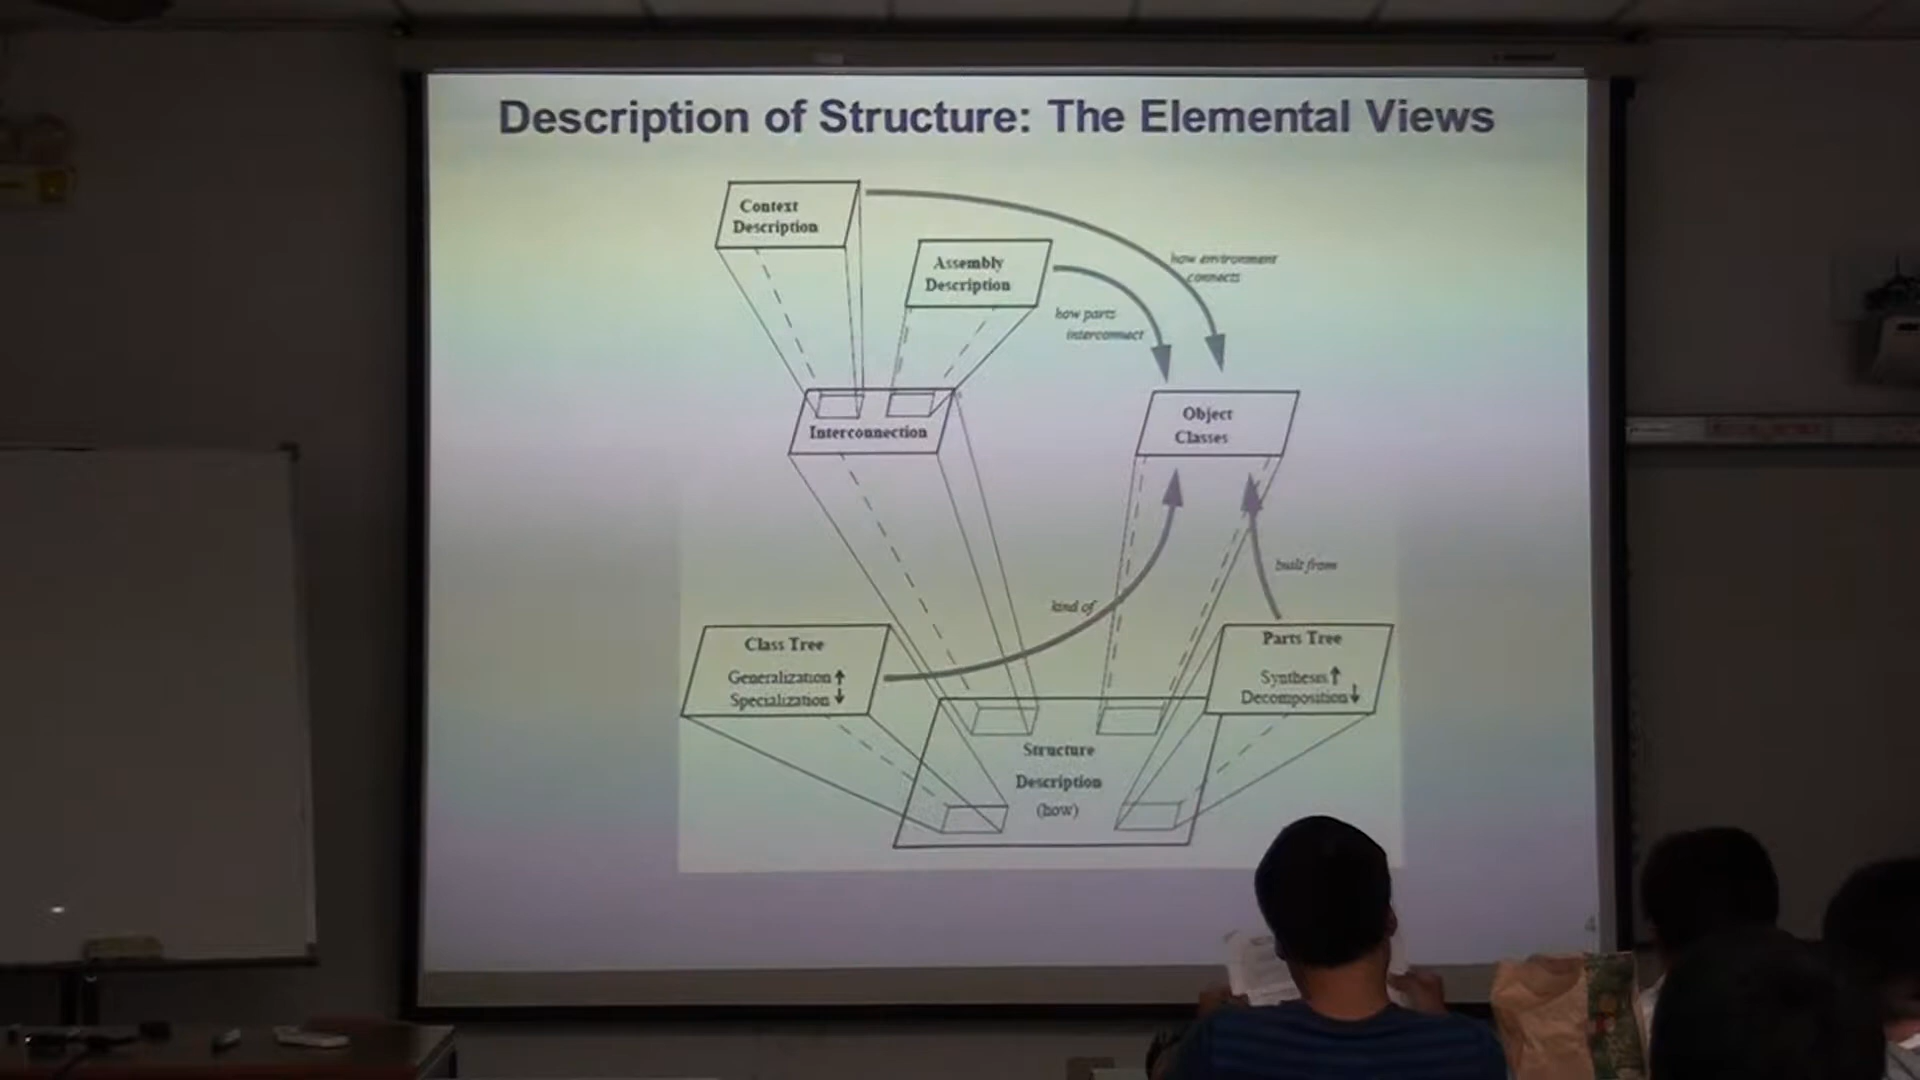 Description of Structure: The Elemental Views
Context
Description
Assembly
Description
how environment
connects
how parts
interconnect
Interconnection
Object
Classes
built from
kind of
Class Tree
Generalization↑
Specialization↓
Parts Tree
Synthesis↑
Decomposition↓
Structure
Description
(how)
4